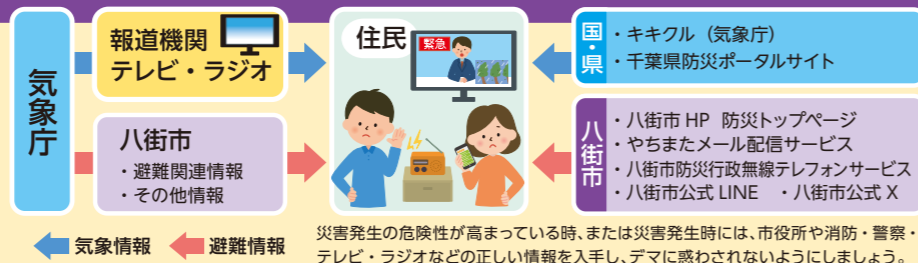 気象庁
報道機関
テレビ・ラジオ
八街市
・避難関連情報
・その他情報
住民
緊急
国・県
・キキクル（気象庁）
・千葉県防災ポータルサイト
八街市
・八街市 HP 防災トップページ
・やちまたメール配信サービス
・八街市防災行政無線テレフォンサービス
・八街市公式 LINE ・八街市公式 X
気象情報 避難情報
災害発生の危険性が高まっている時、または災害発生時には、市役所や消防・警察・
テレビ・ラジオなどの正しい情報を入手し、デマに惑わされないようにしましょう。